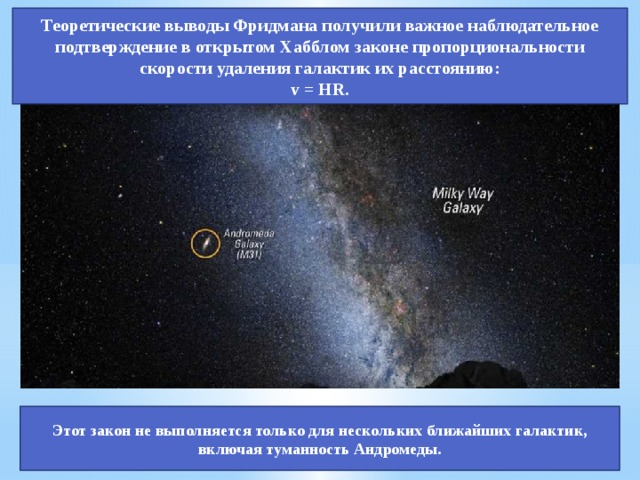 Теоретические выводы Фридмана получили важное наблюдательное
подтверждение в открытом Хабблом законе пропорциональности
скорости удаления галактик их расстоянию:
v = HR.
Milky Way
Galaxy
Andromeda
Galaxy
(M31)
Этот закон не выполняется только для нескольких ближайших галактик,
включая туманность Андромеды.